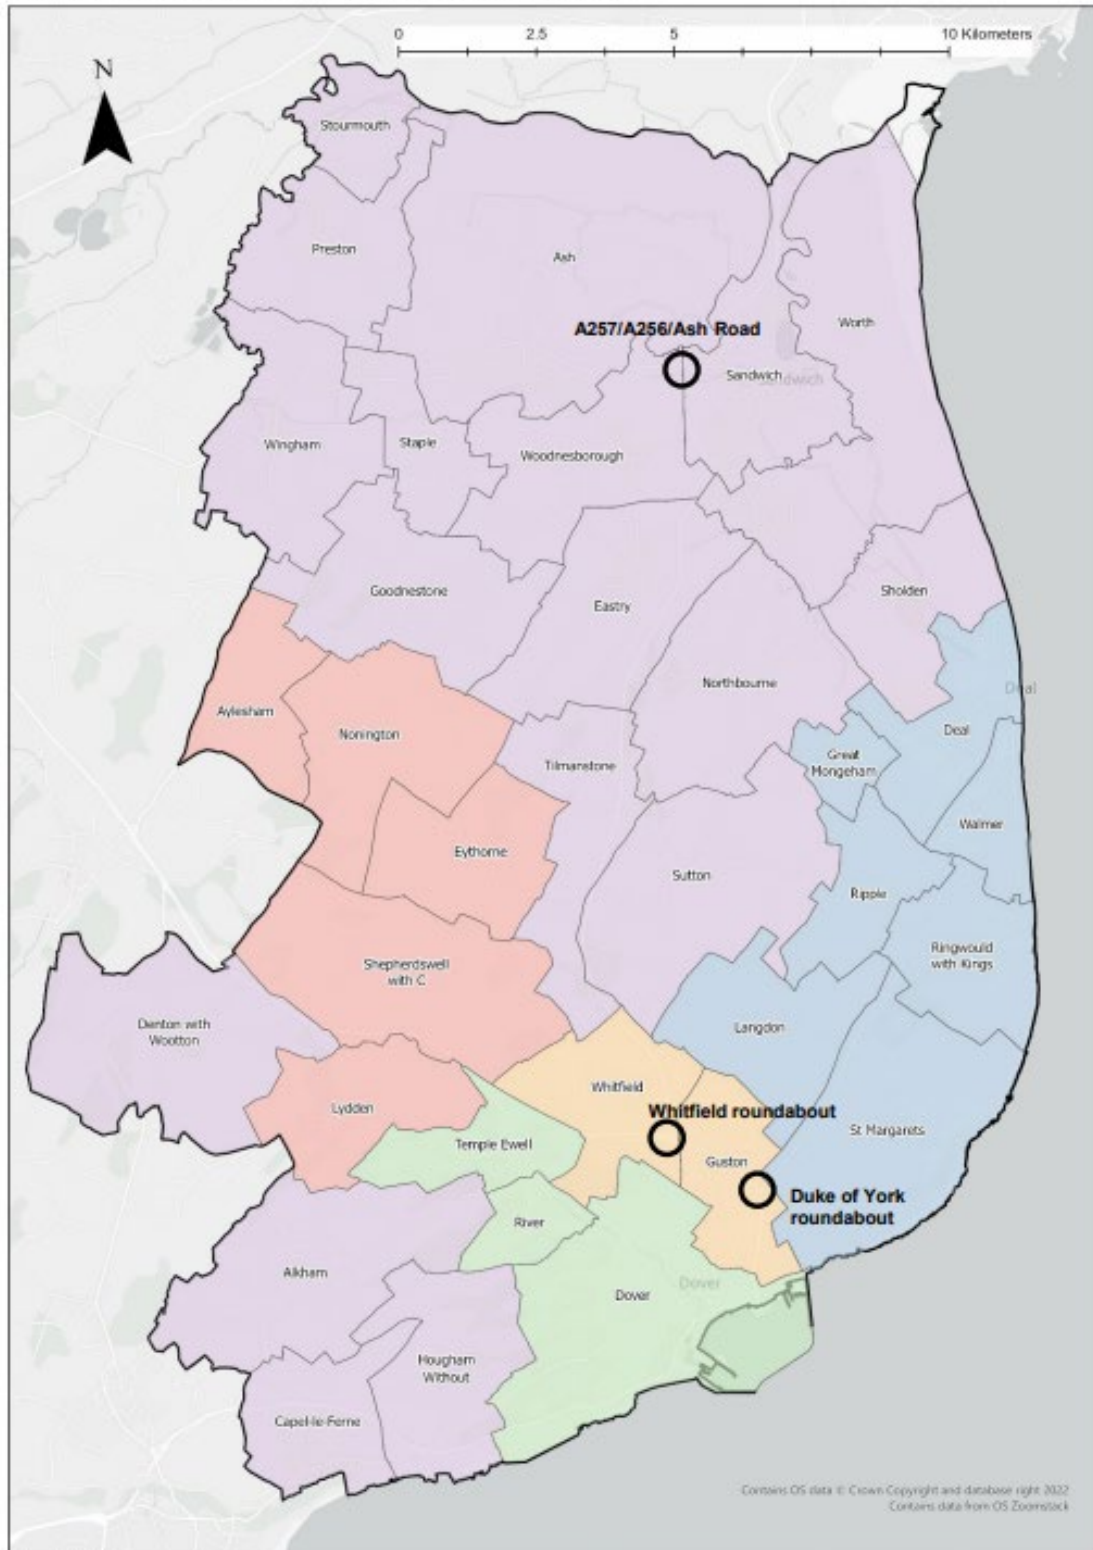 0 2.5 5 10 Kilometers
N
Stourmouth
Preston
Ash
Worth
A257/A256/Ash Road
Sandwich
Sandwich
Wingham
Staple
Woodnesborough
Goodnestone
Eastry
Sholden
Northbourne
Deal
Aylesham
Nonington
Deal
Tilmanstone
Great
Mongeham
Walmer
Eythorne
Sutton
Ripple
Ringwould
with Kings
Shepherdswell
with C
Denton with
Wootton
Langdon
Whitfield
Lydden
Whitfield roundabout
St Margarets
Temple Ewell
Guston
Duke of York
roundabout
River
Alkham
Dover
Dover
Hougham
Without
Capel-le-Ferne
Contains OS data © Crown Copyright and database right 2022
Contains data from OS Zoomstack